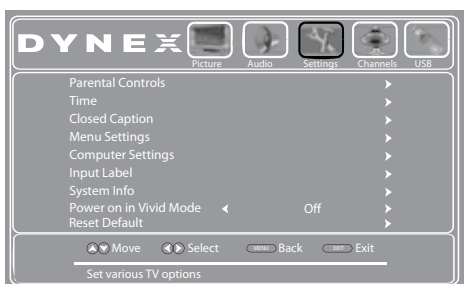 DYNEX
Picture Audio Settings Channels USB
Parental Controls
Time
Closed Caption
Menu Settings
Computer Settings
Input Label
System Info
Power on in Vivid Mode Off
Reset Default
Move Select MENU Back EXIT Exit
Set various TV options